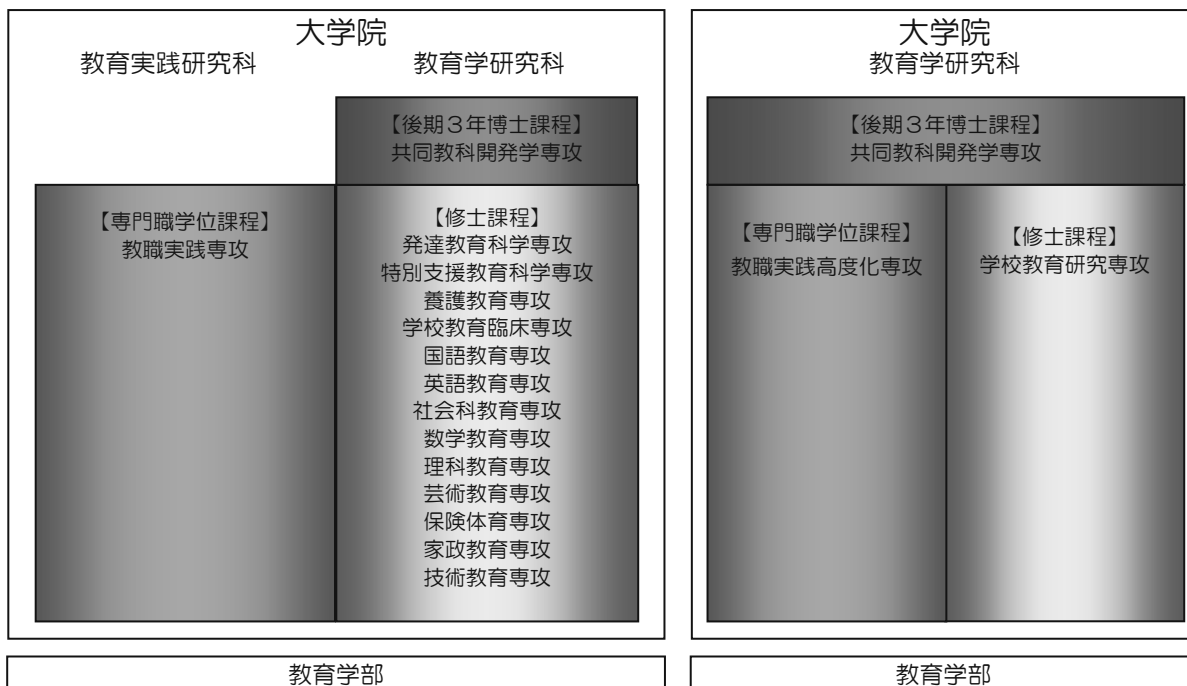 大学院
教育実践研究科
教育学研究科
【後期３年博士課程】
共同教科開発学専攻
【専門職学位課程】
教職実践専攻
【修士課程】
発達教育科学専攻
特別支援教育科学専攻
養護教育専攻
学校教育臨床専攻
国語教育専攻
英語教育専攻
社会科教育専攻
数学教育専攻
理科教育専攻
芸術教育専攻
保険体育専攻
家政教育専攻
技術教育専攻
教育学部
大学院
教育学研究科
【後期３年博士課程】
共同教科開発学専攻
【専門職学位課程】
教職実践高度化専攻
【修士課程】
学校教育研究専攻
教育学部